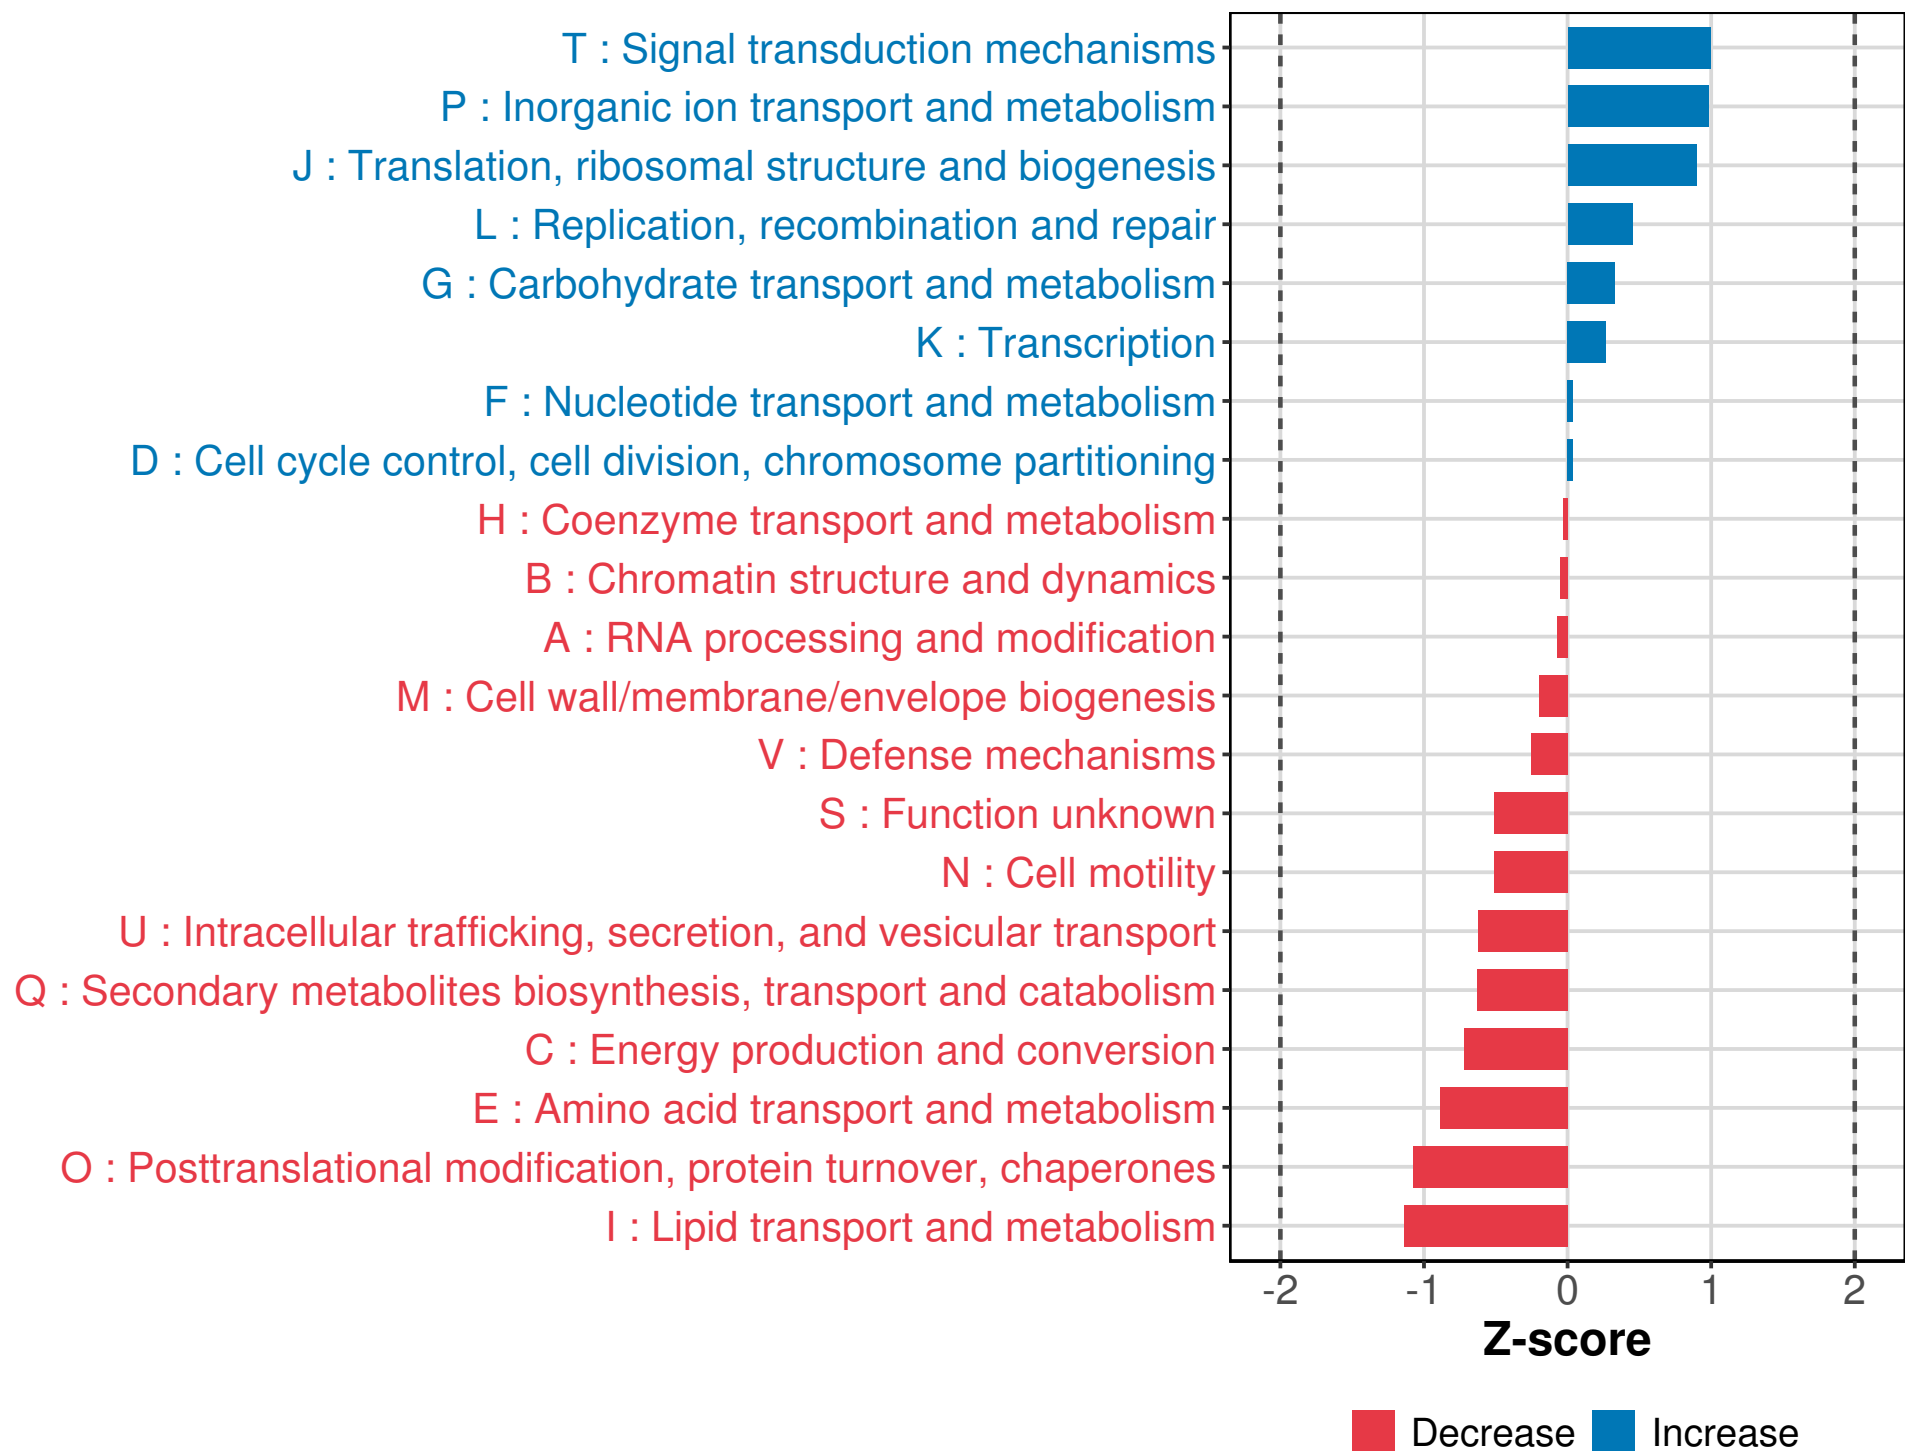 T : Signal transduction mechanisms
P : Inorganic ion transport and metabolism
J : Translation, ribosomal structure and biogenesis
L : Replication, recombination and repair
G : Carbohydrate transport and metabolism
K : Transcription
F : Nucleotide transport and metabolism
D : Cell cycle control, cell division, chromosome partitioning
H : Coenzyme transport and metabolism
B : Chromatin structure and dynamics
A : RNA processing and modification
M : Cell wall/membrane/envelope biogenesis
V : Defense mechanisms
S : Function unknown
N : Cell motility
U : Intracellular trafficking, secretion, and vesicular transport
Q : Secondary metabolites biosynthesis, transport and catabolism
C : Energy production and conversion
E : Amino acid transport and metabolism
O : Posttranslational modification, protein turnover, chaperones
I : Lipid transport and metabolism
-2 -1 0 1 2
Z-score
Decrease Increase